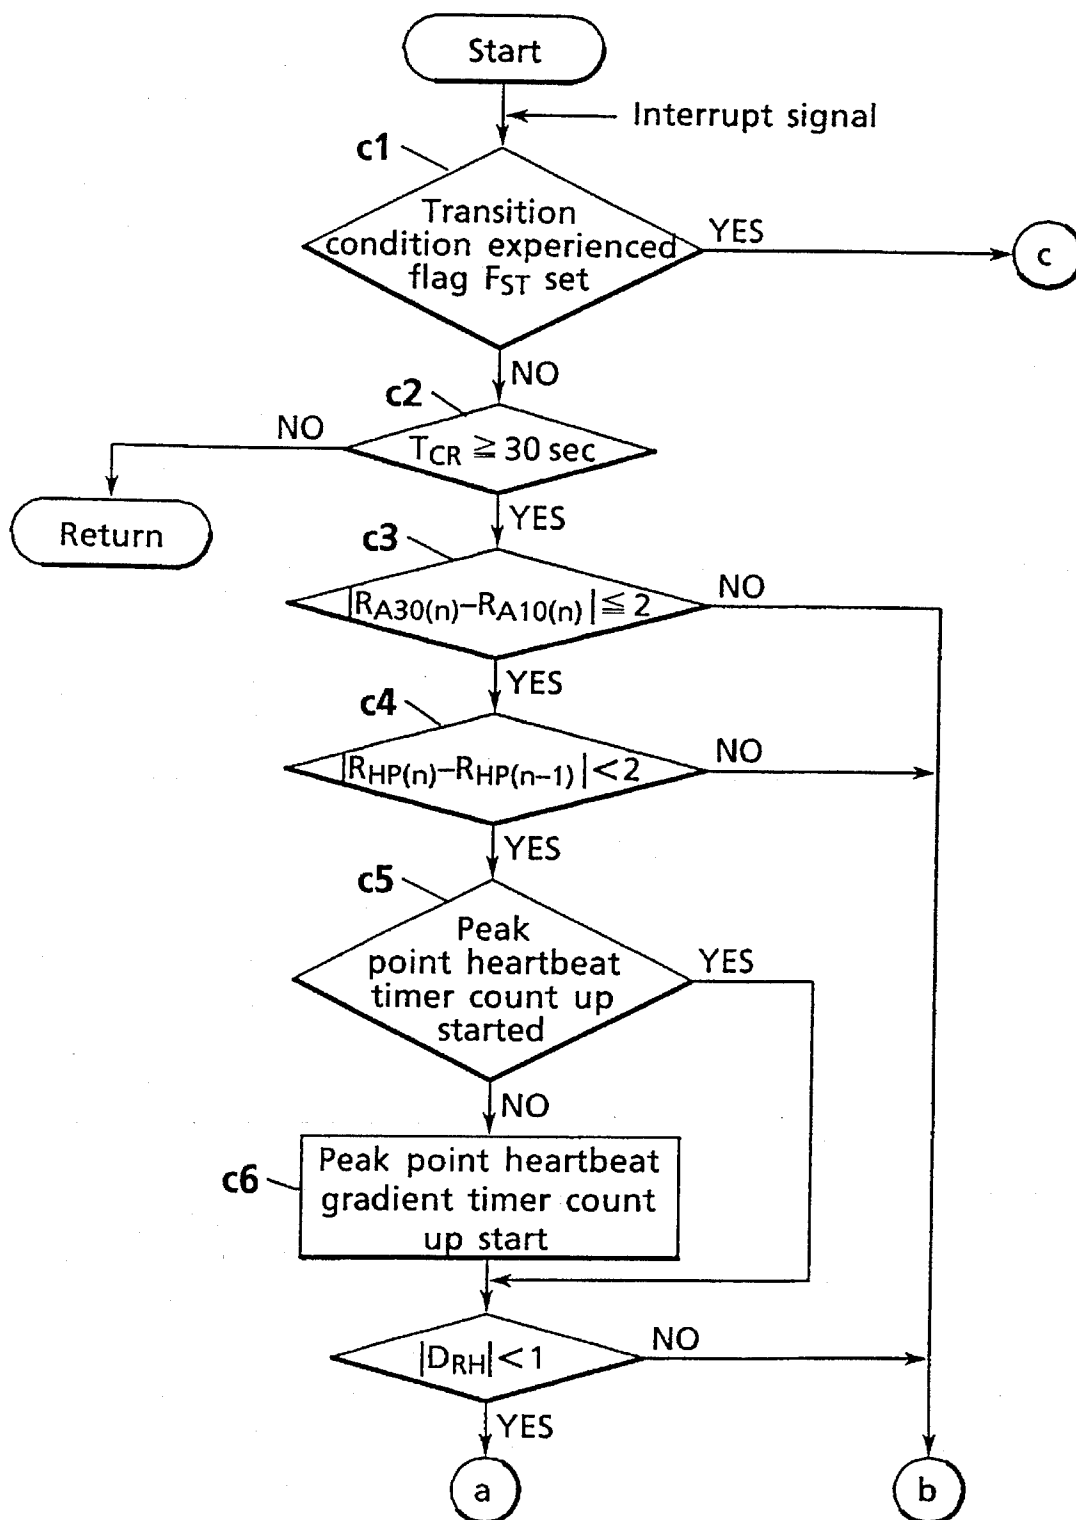 Start
Interrupt signal
c1
Transition
condition experienced
flag FST set
YES
c
NO
c2
TCR ≧ 30 sec
NO
Return
YES
c3
|RA30(n)−RA10(n)| ≦ 2
NO
YES
c4
|RHP(n)−RHP(n−1)| < 2
NO
YES
c5
Peak
point heartbeat
timer count up
started
YES
NO
c6
Peak point heartbeat
gradient timer count
up start
|DRH| < 1
NO
YES
a
b